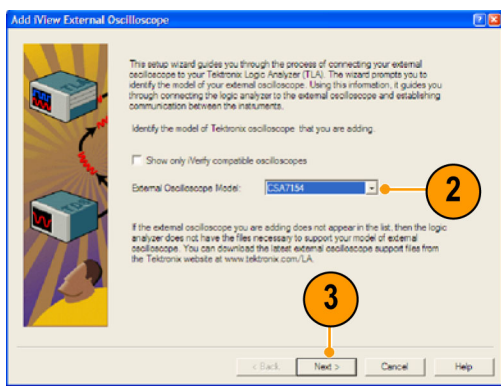 Add iView External Oscilloscope
This setup wizard guides you through the process of connecting your external
oscilloscope to your Tektronix Logic Analyzer (TLA). The wizard prompts you to
identify the model of your external oscilloscope. Using this information, it guides you
through connecting the logic analyzer to the external oscilloscope and establishing
communication between the instruments.
Identify the model of Tektronix oscilloscope that you are adding.
Show only iVerify compatible oscilloscopes
External Oscilloscope Model: CSA7154
2
If the external oscilloscope you are adding does not appear in the list, then the logic
analyzer does not have the files necessary to support your model of external
oscilloscope. You can download the latest external oscilloscope support files from
the Tektronix website at www.tektronix.com/LA.
3
< Back Next > Cancel Help
TLA
TDS